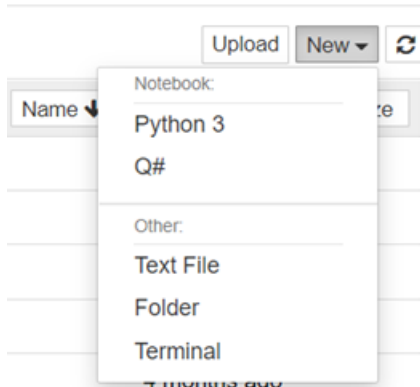 Upload New
Notebook:
Name
Python 3
Q#
Other:
Text File
Folder
Terminal